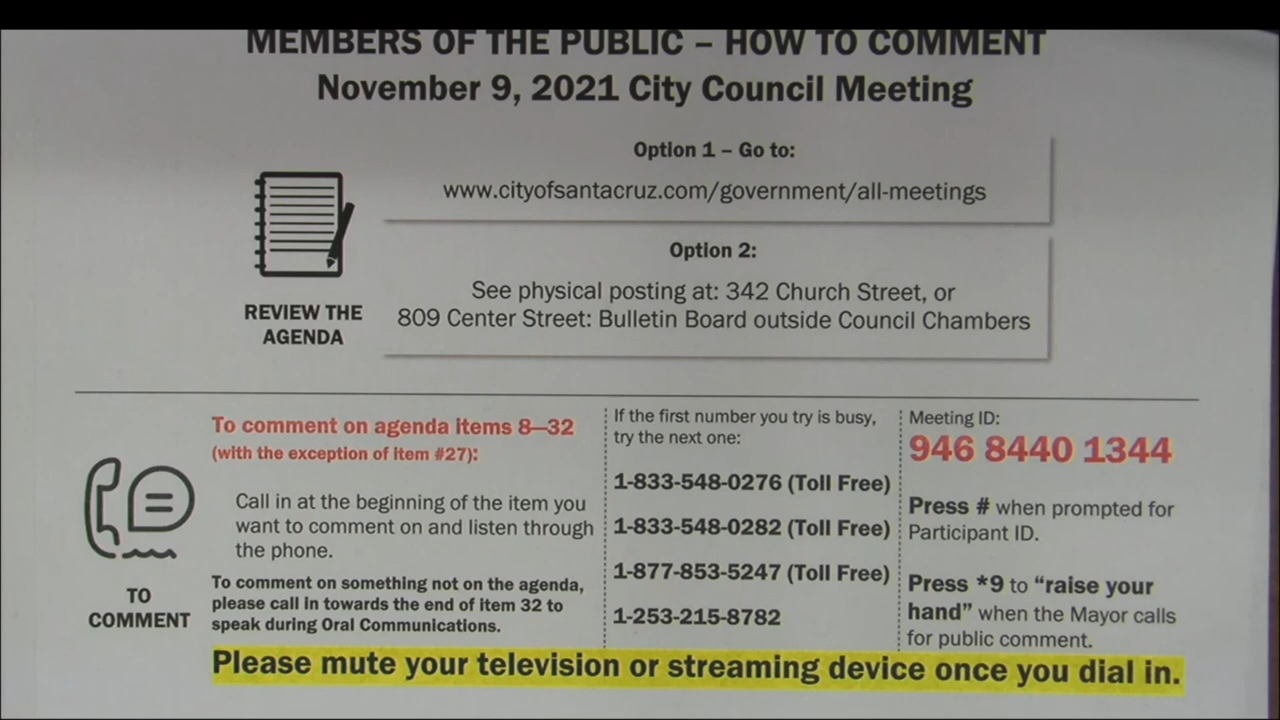 MEMBERS OF THE PUBLIC – HOW TO COMMENT
November 9, 2021 City Council Meeting
Option 1 – Go to:
www.cityofsantacruz.com/government/all-meetings
Option 2:
See physical posting at: 342 Church Street, or
809 Center Street: Bulletin Board outside Council Chambers
REVIEW THE
AGENDA
To comment on agenda items 8—32
(with the exception of item #27):
Call in at the beginning of the item you
want to comment on and listen through
the phone.
To comment on something not on the agenda,
please call in towards the end of item 32 to
speak during Oral Communications.
TO
COMMENT
If the first number you try is busy,
try the next one:
1-833-548-0276 (Toll Free)
1-833-548-0282 (Toll Free)
1-877-853-5247 (Toll Free)
1-253-215-8782
Meeting ID:
946 8440 1344
Press # when prompted for
Participant ID.
Press *9 to “raise your
hand” when the Mayor calls
for public comment.
Please mute your television or streaming device once you dial in.